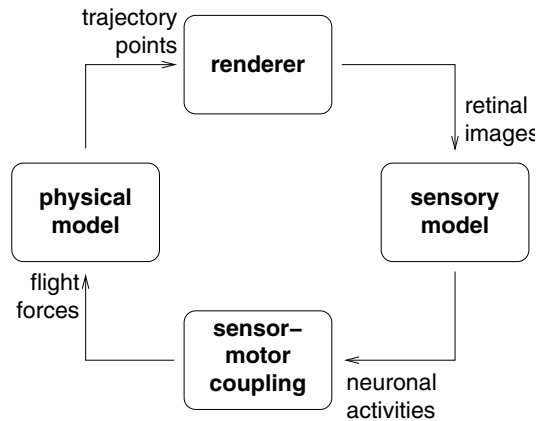 trajectory
points
renderer
retinal
images
physical
model
sensory
model
flight
forces
sensor–
motor
coupling
neuronal
activities